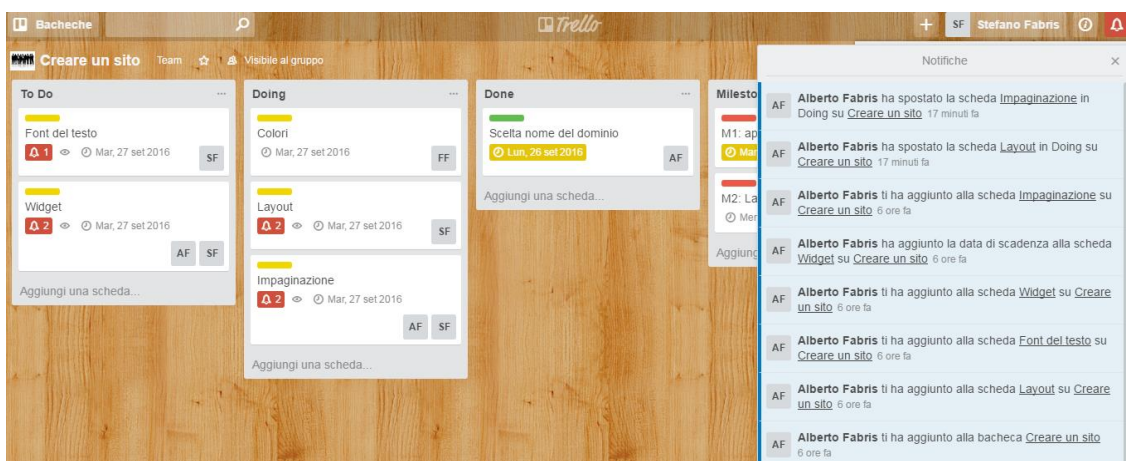 Bacheche
Trello
SF Stefano Fabris
Creare un sito Team Visibile al gruppo
To Do
Font del testo
1 Mar, 27 set 2016
SF
Widget
2 Mar, 27 set 2016
AF SF
Aggiungi una scheda...
Doing
Colori
Mar, 27 set 2016
FF
Layout
2 Mar, 27 set 2016
SF
Impaginazione
2 Mar, 27 set 2016
AF SF
Aggiungi una scheda...
Done
Scelta nome del dominio
Lun, 26 set 2016
AF
Aggiungi una scheda...
Milesto
M1: ap
Mar
M2: La
Mer
Aggiung
Notifiche
AF
Alberto Fabris ha spostato la scheda Impaginazione in
Doing su Creare un sito 17 minuti fa
AF
Alberto Fabris ha spostato la scheda Layout in Doing su
Creare un sito 17 minuti fa
AF
Alberto Fabris ti ha aggiunto alla scheda Impaginazione su
Creare un sito 6 ore fa
AF
Alberto Fabris ha aggiunto la data di scadenza alla scheda
Widget su Creare un sito 6 ore fa
AF
Alberto Fabris ti ha aggiunto alla scheda Widget su Creare
un sito 6 ore fa
AF
Alberto Fabris ti ha aggiunto alla scheda Font del testo su
Creare un sito 6 ore fa
AF
Alberto Fabris ti ha aggiunto alla scheda Layout su Creare
un sito 6 ore fa
AF
Alberto Fabris ti ha aggiunto alla bacheca Creare un sito
6 ore fa